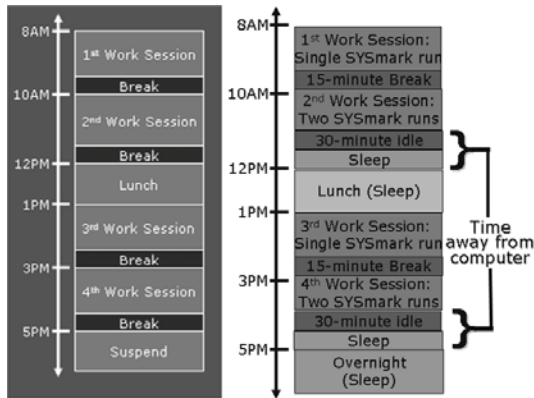 8AM
1st Work Session
Break
10AM
2nd Work Session
Break
12PM
Lunch
1PM
3rd Work Session
Break
3PM
4th Work Session
Break
5PM
Suspend
8AM
1st Work Session:
Single SYSmark run
15-minute Break
10AM
2nd Work Session:
Two SYSmark runs
30-minute idle
Sleep
12PM
Lunch (Sleep)
1PM
3rd Work Session:
Single SYSmark run
15-minute Break
3PM
4th Work Session:
Two SYSmark runs
30-minute idle
Sleep
5PM
Overnight
(Sleep)
Time
away from
computer